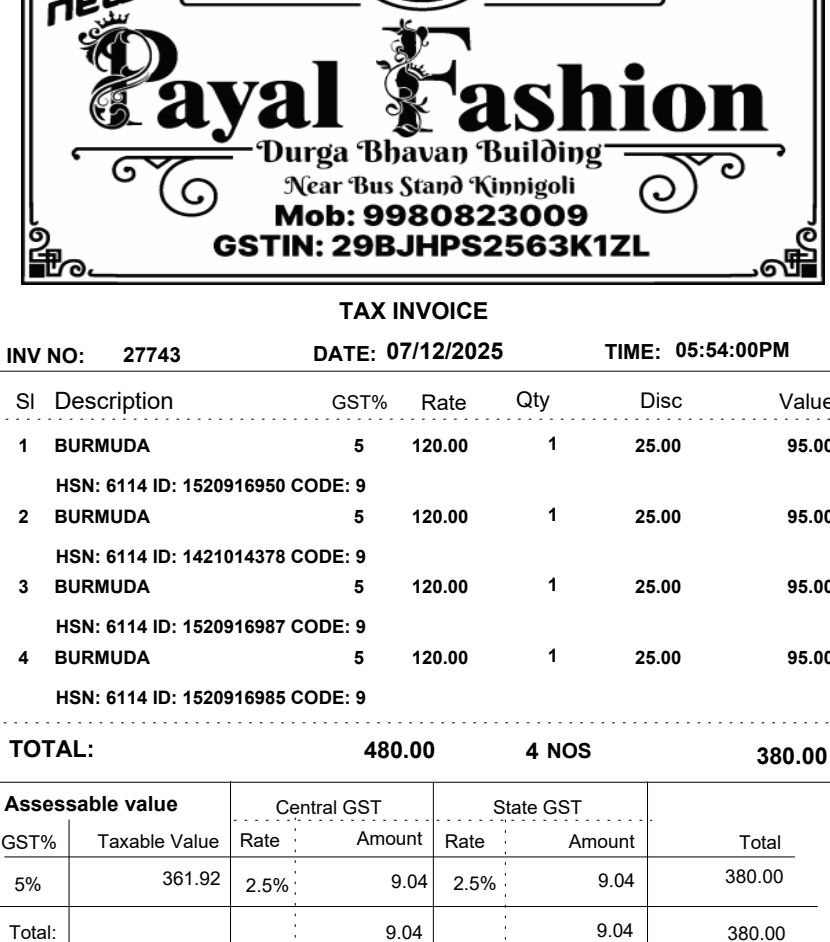 new
Payal Fashion
Durga Bhavan Building
Near Bus Stand Kinnigoli
Mob: 9980823009
GSTIN: 29BJHPS2563K1ZL
TAX INVOICE
INV NO: 27743 DATE: 07/12/2025 TIME: 05:54:00PM
Sl Description GST% Rate Qty Disc Value
1 BURMUDA 5 120.00 1 25.00 95.00
HSN: 6114 ID: 1520916950 CODE: 9
2 BURMUDA 5 120.00 1 25.00 95.00
HSN: 6114 ID: 1421014378 CODE: 9
3 BURMUDA 5 120.00 1 25.00 95.00
HSN: 6114 ID: 1520916987 CODE: 9
4 BURMUDA 5 120.00 1 25.00 95.00
HSN: 6114 ID: 1520916985 CODE: 9
TOTAL: 480.00 4 NOS 380.00
Assessable value Central GST State GST
GST% Taxable Value Rate Amount Rate Amount Total
5% 361.92 2.5% 9.04 2.5% 9.04 380.00
Total: 9.04 9.04 380.00